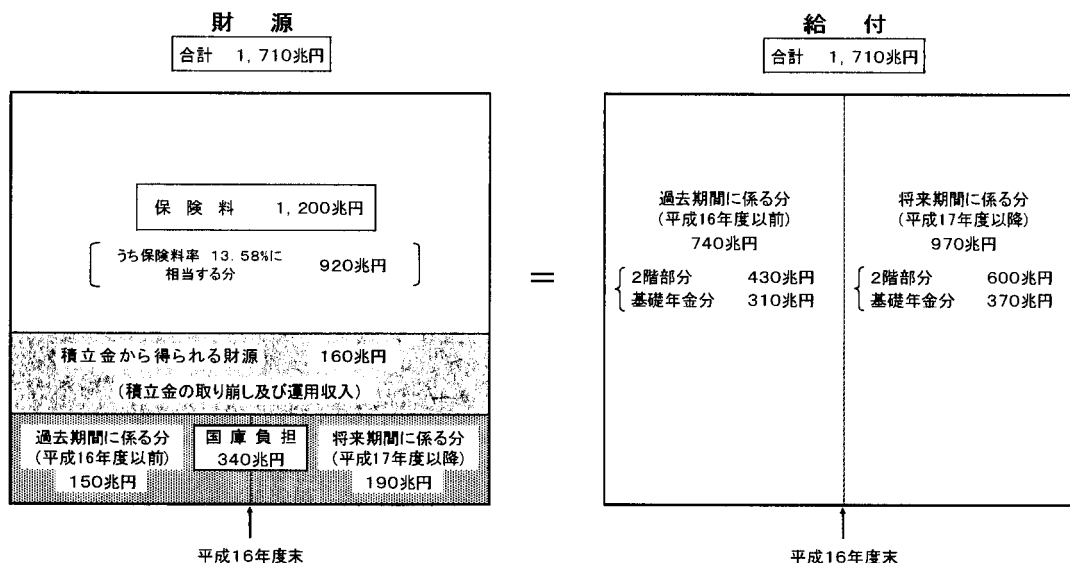 財　源
合計　1,710兆円
保　険　料　1,200兆円
うち保険料率 13.58%に
相当する分　920兆円
積立金から得られる財源　160兆円
(積立金の取り崩し及び運用収入)
過去期間に係る分
(平成16年度以前)
150兆円
国庫負担
340兆円
将来期間に係る分
(平成17年度以降)
190兆円
平成16年度末
＝
給　付
合計　1,710兆円
過去期間に係る分
(平成16年度以前)
740兆円
2階部分　430兆円
基礎年金分　310兆円
将来期間に係る分
(平成17年度以降)
970兆円
2階部分　600兆円
基礎年金分　370兆円
平成16年度末